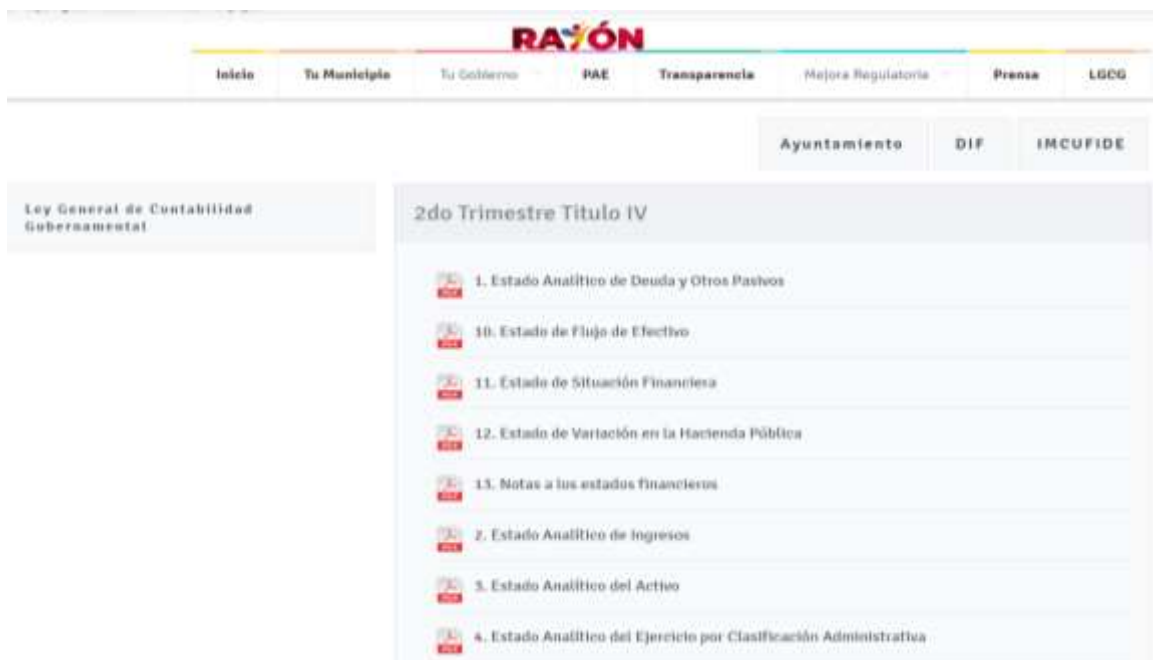 RAYÓN
Inicio Tu Municipio Tu Gobierno PAE Transparencia Mejora Regulatoria Prensa LGCG
Ayuntamiento DIF IMCUFIDE
Ley General de Contabilidad
Gubernamental
2do Trimestre Titulo IV
1. Estado Analítico de Deuda y Otros Pasivos
10. Estado de Flujo de Efectivo
11. Estado de Situación Financiera
12. Estado de Variación en la Hacienda Pública
13. Notas a los estados financieros
2. Estado Analítico de Ingresos
3. Estado Analítico del Activo
4. Estado Analítico del Ejercicio por Clasificación Administrativa